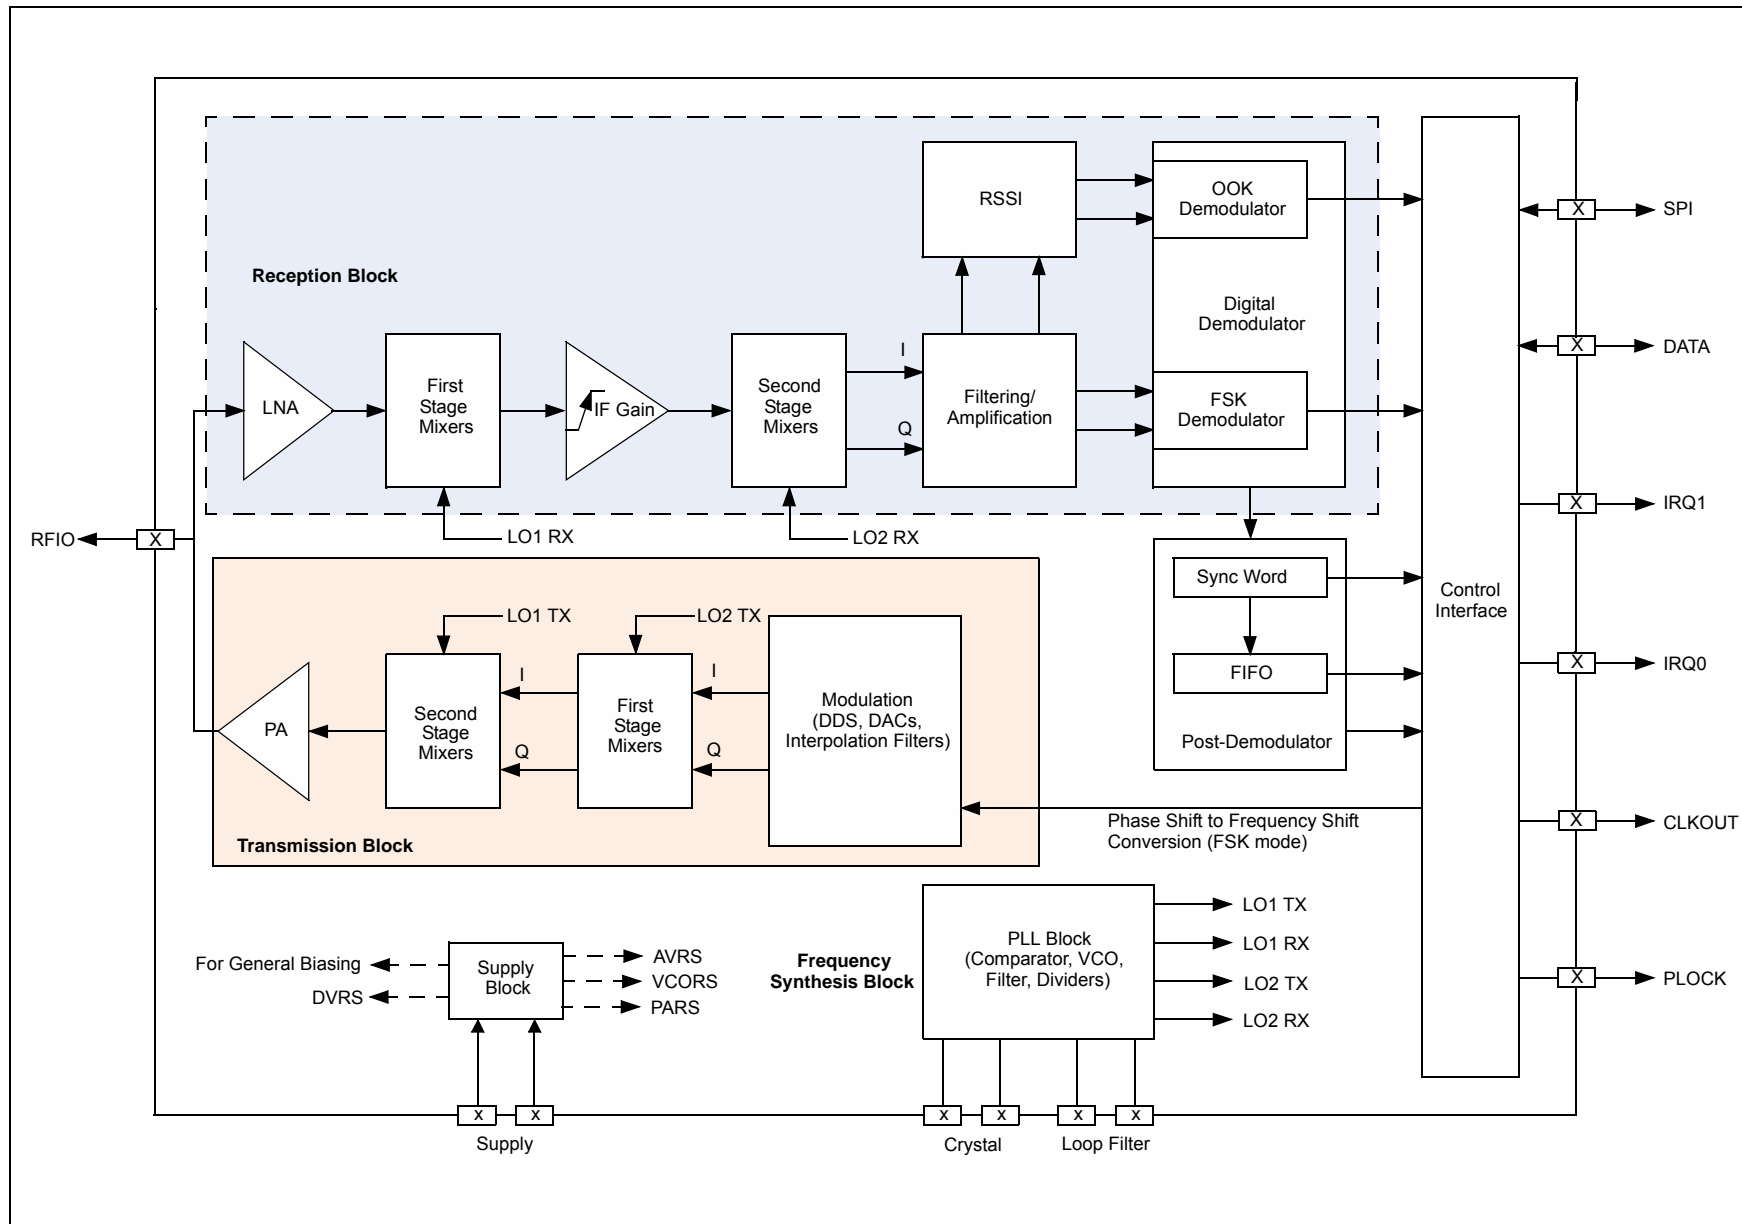 RSSI
OOK
Demodulator
X
SPI
Reception Block
Digital
Demodulator
X
DATA
LNA
First
Stage
Mixers
IF Gain
Second
Stage
Mixers
I
Q
Filtering/
Amplification
FSK
Demodulator
X
IRQ1
RFIO
X
LO1 RX
LO2 RX
Sync Word
Control
Interface
LO1 TX
LO2 TX
FIFO
X
IRQ0
PA
Second
Stage
Mixers
I
Q
First
Stage
Mixers
I
Q
Modulation
(DDS, DACs,
Interpolation Filters)
Post-Demodulator
Transmission Block
Phase Shift to Frequency Shift
Conversion (FSK mode)
X
CLKOUT
For General Biasing
DVRS
Supply
Block
AVRS
VCORS
PARS
Frequency
Synthesis Block
PLL Block
(Comparator, VCO,
Filter, Dividers)
LO1 TX
LO1 RX
LO2 TX
LO2 RX
X
PLOCK
x
x
x
x
x
x
Supply
Crystal
Loop Filter